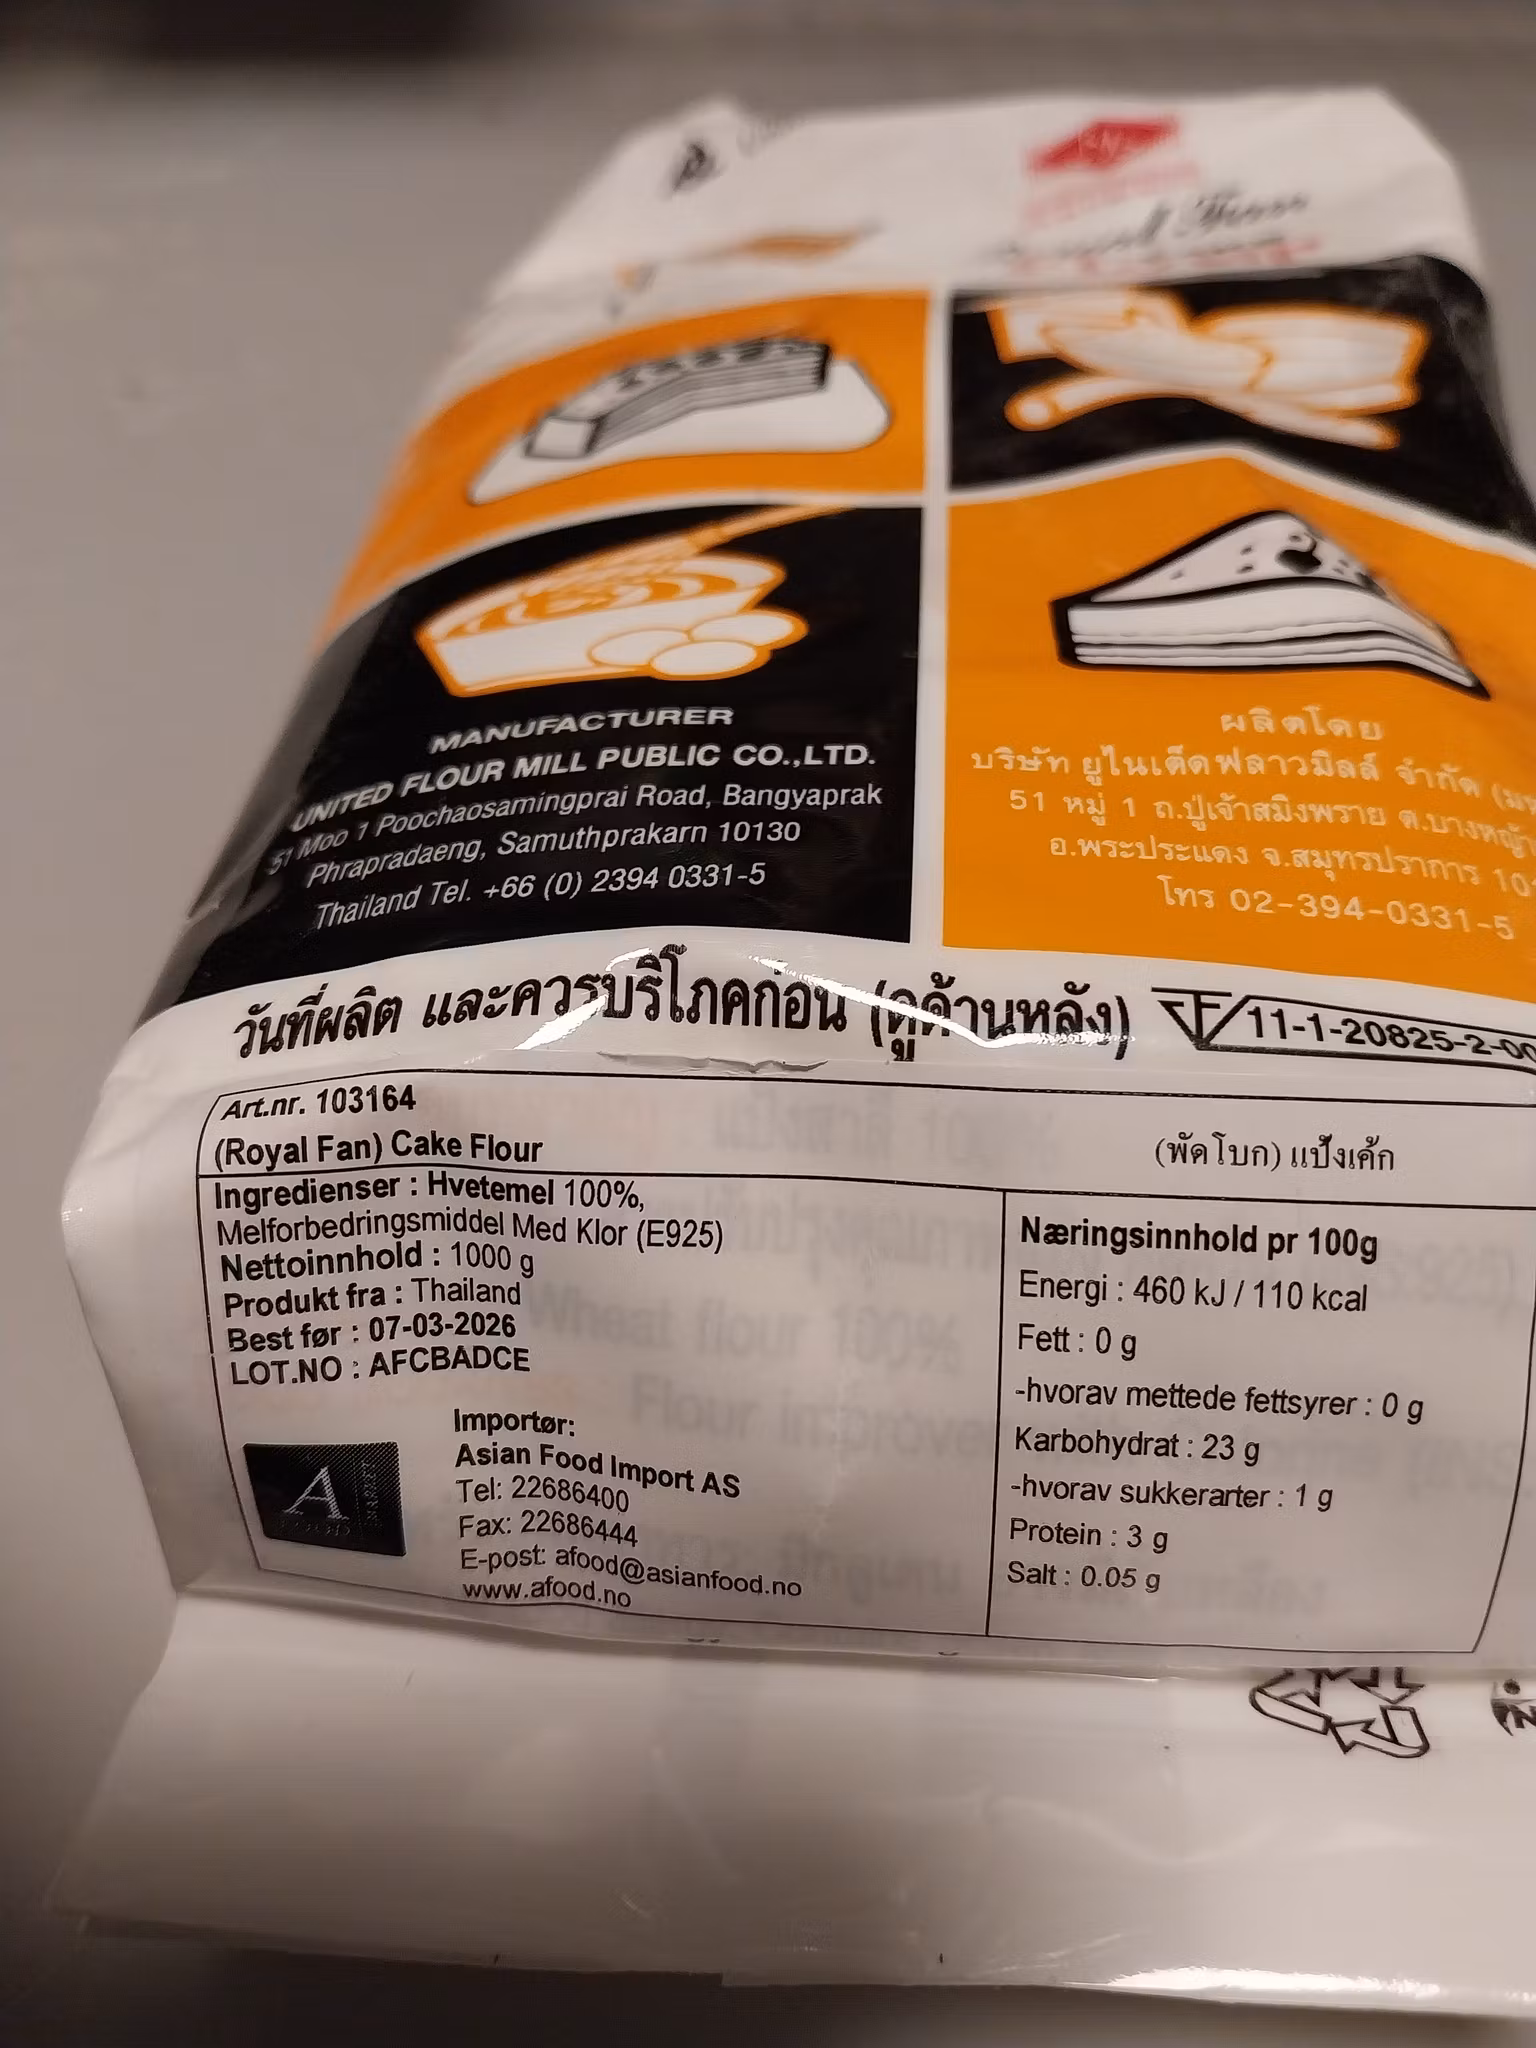 MANUFACTURER
UNITED FLOUR MILL PUBLIC CO.,LTD.
51 Moo 1 Poochaosamingprai Road, Bangyaprak
Phrapradaeng, Samuthprakarn 10130
Thailand Tel. +66 (0) 2394 0331-5
ผลิตโดย
บริษัท ยูไนเต็ดฟลาวมิลล์ จำกัด
51 หมู่ 1 ถ.ปู่เจ้าสมิงพราย
อ.พระประแดง จ.สมุทรปราการ
โทร 02-394-0331-5
วันที่ผลิต และควรบริโภคก่อน (ดูด้านหลัง)
11-1-20825-2-00
Art.nr. 103164
(Royal Fan) Cake Flour
(พัดโบก) แป้งเค้ก
Ingredienser : Hvetemel 100%,
Melforbedringsmiddel Med Klor (E925)
Nettoinnhold : 1000 g
Produkt fra : Thailand
Best før : 07-03-2026
LOT.NO : AFCBADCE
Importør:
Asian Food Import AS
Tel: 22686400
Fax: 22686444
E-post: afood@asianfood.no
www.afood.no
Næringsinnhold pr 100g
Energi : 460 kJ / 110 kcal
Fett : 0 g
-hvorav mettede fettsyrer : 0 g
Karbohydrat : 23 g
-hvorav sukkerarter : 1 g
Protein : 3 g
Salt : 0.05 g